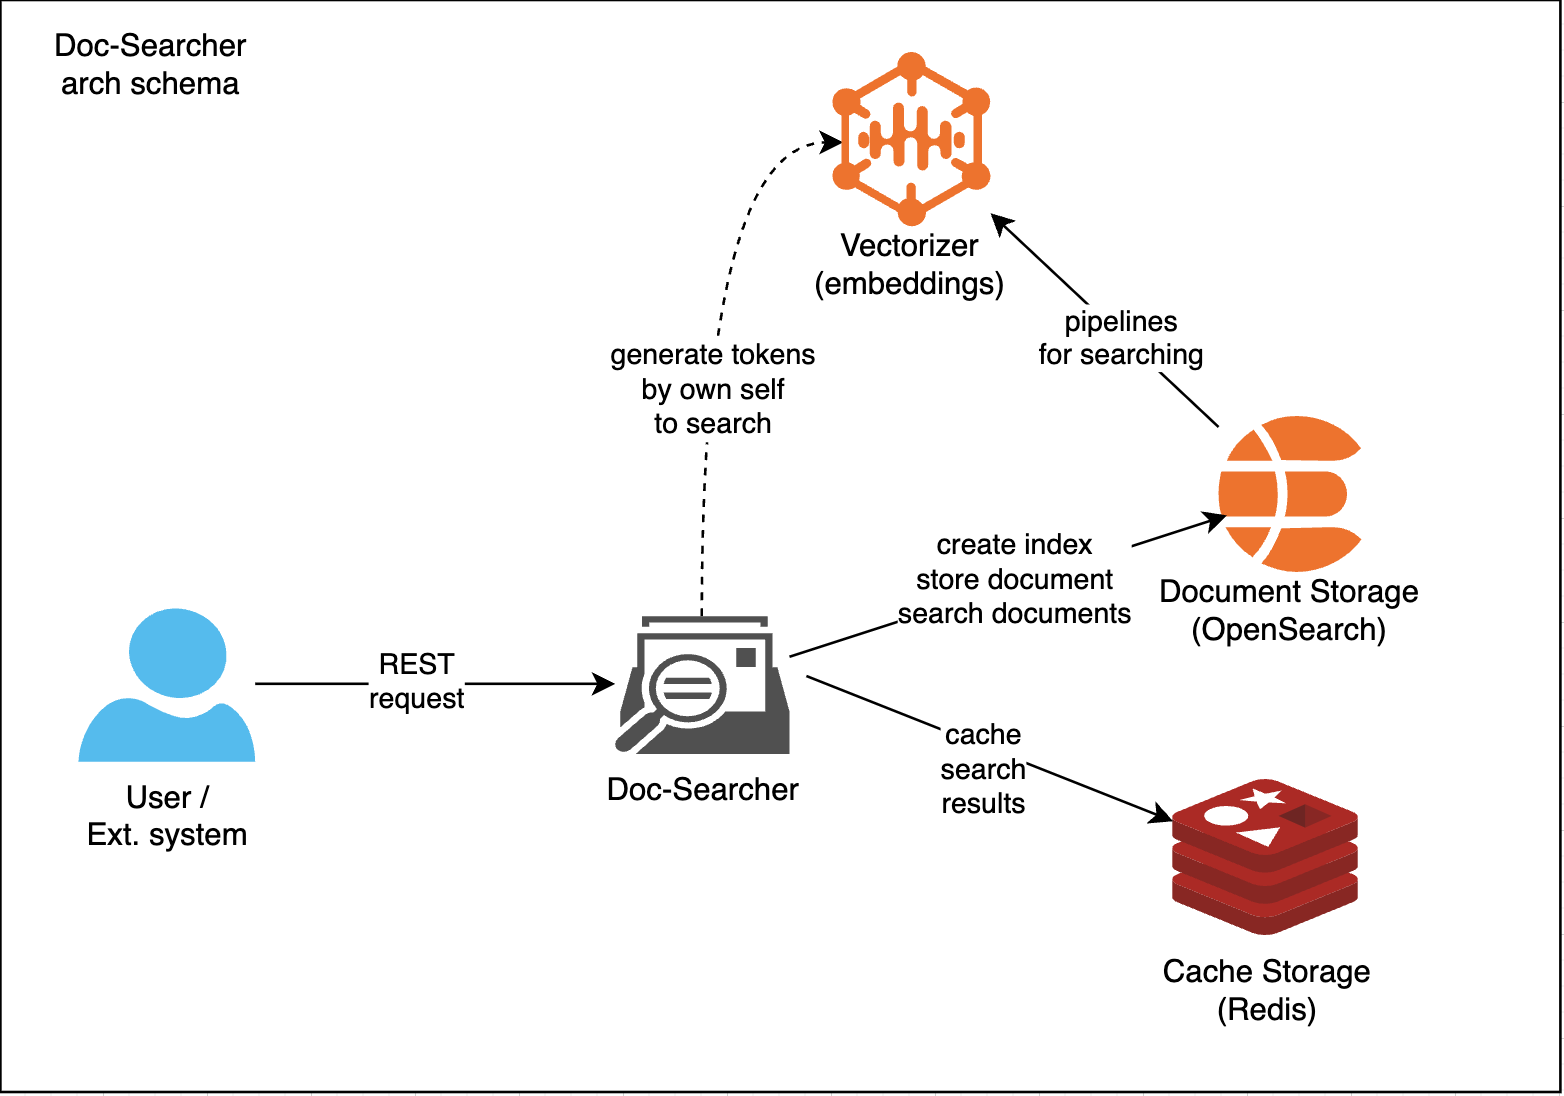 Doc-Searcher
arch schema
Vectorizer
(embeddings)
pipelines
for searching
generate tokens
by own self
to search
create index
store document
search documents
Document Storage
(OpenSearch)
REST
request
cache
search
results
Doc-Searcher
User /
Ext. system
Cache Storage
(Redis)